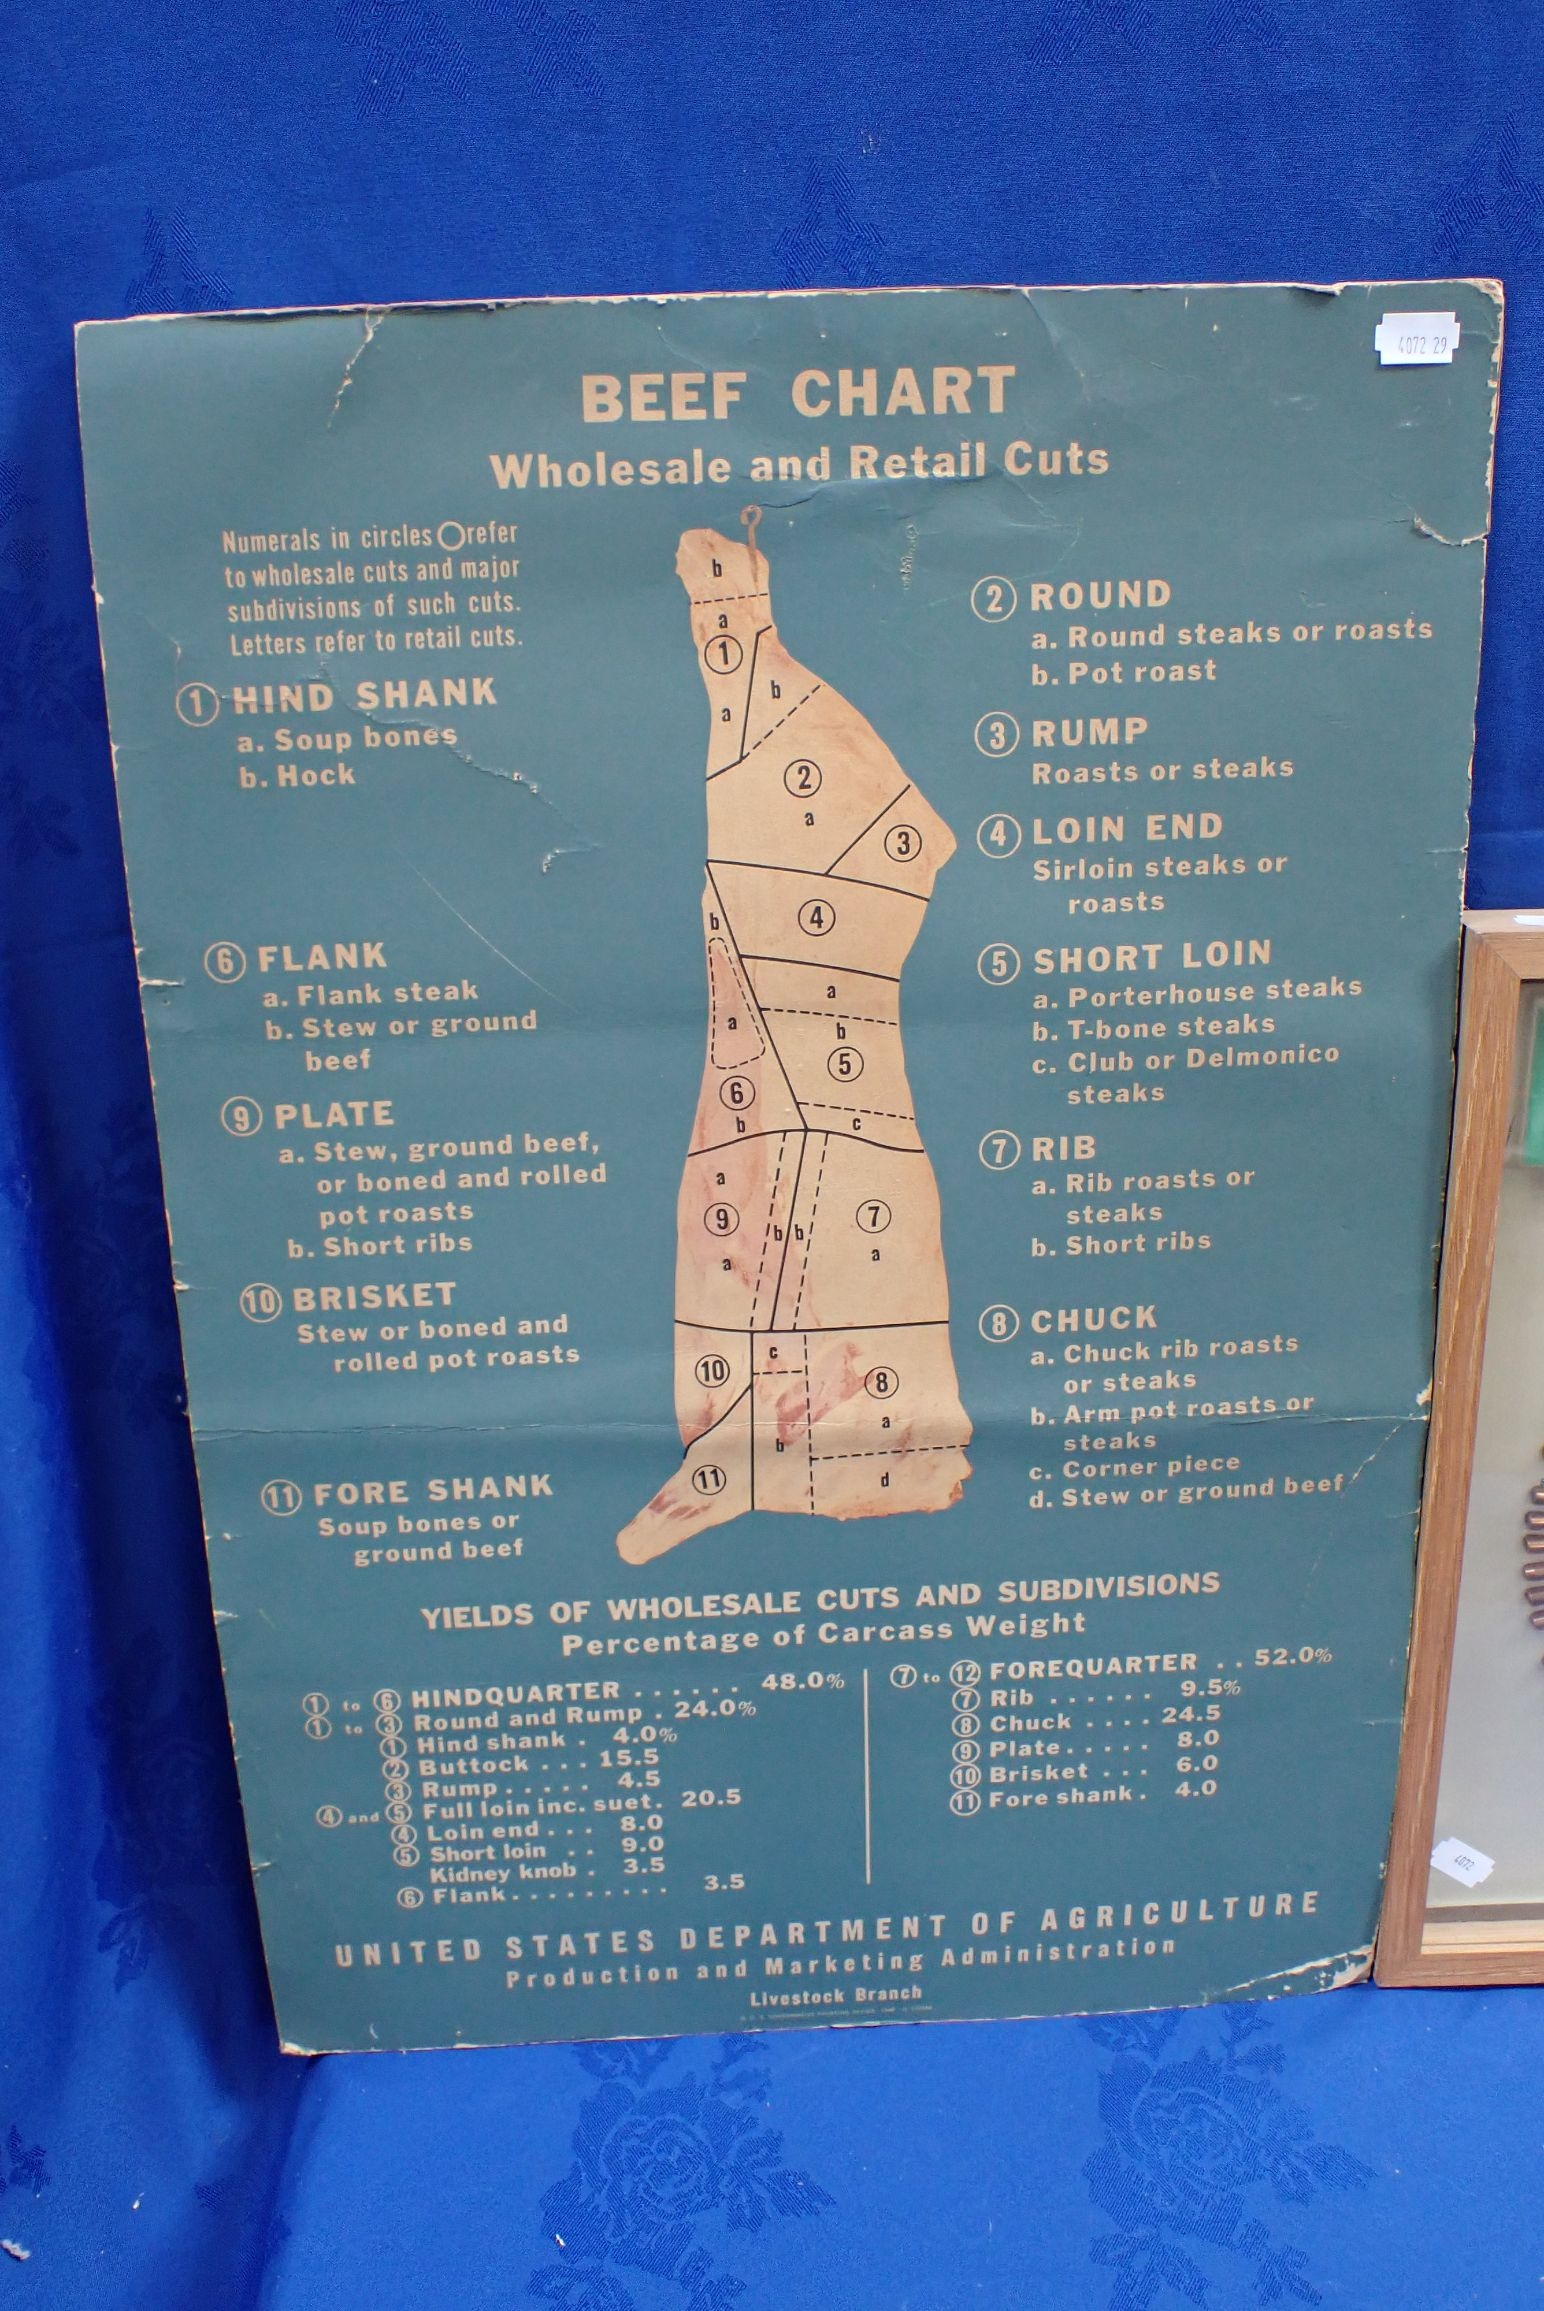 4072 29
BEEF CHART
Wholesale and Retail Cuts
Numerals in circles refer
to wholesale cuts and major
subdivisions of such cuts.
Letters refer to retail cuts.
1 HIND SHANK
a. Soup bones
b. Hock
6 FLANK
a. Flank steak
b. Stew or ground
beef
9 PLATE
a. Stew, ground beef,
or boned and rolled
pot roasts
b. Short ribs
10 BRISKET
Stew or boned and
rolled pot roasts
11 FORE SHANK
Soup bones or
ground beef
b
a
1
a
b
2
a
3
b
4
a
a
b
5
6
b
c
a
9
b
b
7
a
a
10
c
8
a
b
11
d
2 ROUND
a. Round steaks or roasts
b. Pot roast
3 RUMP
Roasts or steaks
4 LOIN END
Sirloin steaks or
roasts
5 SHORT LOIN
a. Porterhouse steaks
b. T-bone steaks
c. Club or Delmonico
steaks
7 RIB
a. Rib roasts or
steaks
b. Short ribs
8 CHUCK
a. Chuck rib roasts
or steaks
b. Arm pot roasts or
steaks
c. Corner piece
d. Stew or ground beef
YIELDS OF WHOLESALE CUTS AND SUBDIVISIONS
Percentage of Carcass Weight
1 to 6 HINDQUARTER . . . . . . 48.0%
1 to 3 Round and Rump . 24.0%
1 Hind shank . 4.0%
2 Buttock . . . 15.5
3 Rump . . . . . 4.5
4 and 5 Full loin inc. suet. 20.5
4 Loin end . . . 8.0
5 Short loin . . 9.0
Kidney knob . 3.5
6 Flank . . . . . . . . . 3.5
7 to 12 FOREQUARTER . . 52.0%
7 Rib . . . . . . 9.5%
8 Chuck . . . . 24.5
9 Plate . . . . . 8.0
10 Brisket . . . 6.0
11 Fore shank . 4.0
UNITED STATES DEPARTMENT OF AGRICULTURE
Production and Marketing Administration
Livestock Branch
4072